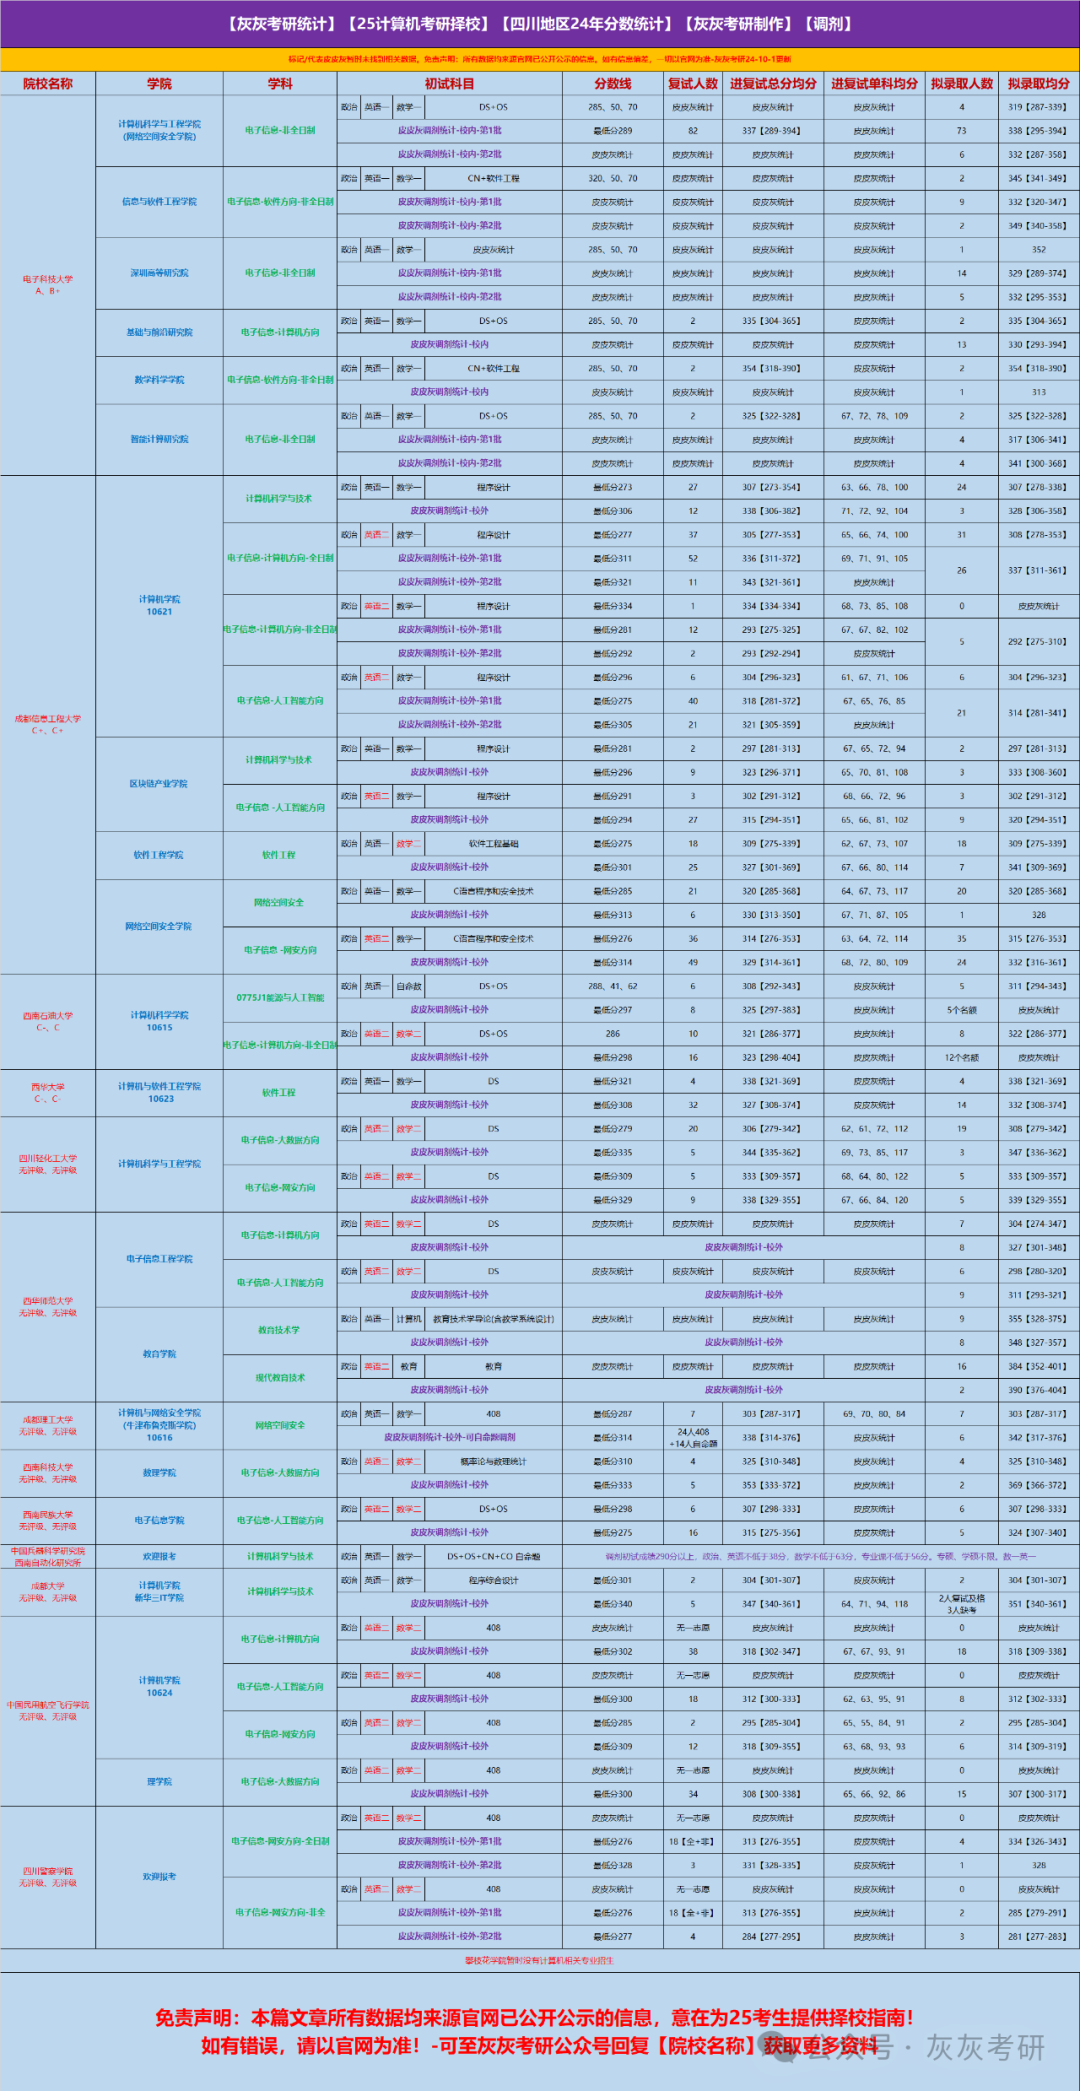 【灰灰考研统计】【25计算机考研择校】【四川地区24年分数统计】【灰灰考研制作】【调剂】
标记/代表皮皮灰暂时未找到相关数据，免责声明：所有数据均来源官网已公开公示的信息。如有信息偏差，一切以官网为准-灰灰考研24-10-1更新
院校名称 学院 学科 初试科目 分数线 复试人数 进复试总分均分 进复试单科均分 拟录取人数 拟录取均分
电子科技大学 A、B+
计算机科学与工程学院 (网络空间安全学院) 电子信息-非全日制
政治 英语一 数学一 DS+OS 285、50、70 皮皮灰统计 皮皮灰统计 皮皮灰统计 4 319【287-339】
皮皮灰调剂统计-校内-第1批 最低分289 82 337【289-394】 皮皮灰统计 73 338【295-394】
皮皮灰调剂统计-校内-第2批 皮皮灰统计 皮皮灰统计 皮皮灰统计 皮皮灰统计 6 332【287-358】
信息与软件工程学院 电子信息-软件方向-非全日制
政治 英语一 数学一 CN+软件工程 320、50、70 皮皮灰统计 皮皮灰统计 皮皮灰统计 2 345【341-349】
皮皮灰调剂统计-校内-第1批 皮皮灰统计 皮皮灰统计 皮皮灰统计 皮皮灰统计 9 332【320-347】
皮皮灰调剂统计-校内-第2批 皮皮灰统计 皮皮灰统计 皮皮灰统计 皮皮灰统计 2 349【340-358】
深圳高等研究院 电子信息-非全日制
政治 英语一 数学一 皮皮灰统计 285、50、70 皮皮灰统计 皮皮灰统计 皮皮灰统计 1 352
皮皮灰调剂统计-校内-第1批 皮皮灰统计 皮皮灰统计 皮皮灰统计 皮皮灰统计 14 329【289-374】
皮皮灰调剂统计-校内-第2批 皮皮灰统计 皮皮灰统计 皮皮灰统计 皮皮灰统计 5 332【295-353】
基础与前沿研究院 电子信息-计算机方向
政治 英语一 数学一 DS+OS 285、50、70 2 335【304-365】 皮皮灰统计 2 335【304-365】
皮皮灰调剂统计-校内 皮皮灰统计 皮皮灰统计 皮皮灰统计 皮皮灰统计 13 330【293-394】
数学科学学院 电子信息-软件方向-非全日制
政治 英语一 数学一 CN+软件工程 285、50、70 2 354【318-390】 皮皮灰统计 2 354【318-390】
皮皮灰调剂统计-校内 皮皮灰统计 皮皮灰统计 皮皮灰统计 皮皮灰统计 1 313
智能计算研究院 电子信息-非全日制
政治 英语一 数学一 DS+OS 285、50、70 2 325【322-328】 67、72、78、109 2 325【322-328】
皮皮灰调剂统计-校内-第1批 皮皮灰统计 皮皮灰统计 皮皮灰统计 皮皮灰统计 4 317【306-341】
皮皮灰调剂统计-校内-第2批 皮皮灰统计 皮皮灰统计 皮皮灰统计 皮皮灰统计 4 341【300-368】
成都信息工程大学 C+、C+
计算机学院 10621
计算机科学与技术
政治 英语一 数学一 程序设计 最低分273 27 307【273-354】 63、66、78、100 24 307【278-338】
皮皮灰调剂统计-校外 最低分306 12 338【306-382】 71、72、92、104 3 328【306-358】
电子信息-计算机方向-全日制
政治 英语二 数学一 程序设计 最低分277 37 305【277-353】 65、66、74、100 31 308【278-353】
皮皮灰调剂统计-校外-第1批 最低分311 52 336【311-372】 69、71、91、105 26 337【311-361】
皮皮灰调剂统计-校外-第2批 最低分321 11 343【321-361】 皮皮灰统计
电子信息-计算机方向-非全日制
政治 英语二 数学一 程序设计 最低分334 1 334【334-334】 68、73、85、108 0 皮皮灰统计
皮皮灰调剂统计-校外-第1批 最低分281 12 293【275-325】 67、67、82、102 5 292【275-310】
皮皮灰调剂统计-校外-第2批 最低分292 2 293【292-294】 皮皮灰统计
电子信息-人工智能方向
政治 英语二 数学一 程序设计 最低分296 6 304【296-323】 61、67、71、106 6 304【296-323】
皮皮灰调剂统计-校外-第1批 最低分275 40 318【281-372】 67、65、76、85 21 314【281-341】
皮皮灰调剂统计-校外-第2批 最低分305 21 321【305-359】 皮皮灰统计
区块链产业学院 计算机科学与技术
政治 英语一 数学一 程序设计 最低分281 2 297【281-313】 67、65、72、94 2 297【281-313】
皮皮灰调剂统计-校外 最低分296 9 323【296-371】 65、70、81、108 3 333【308-360】
电子信息 -人工智能方向
政治 英语二 数学一 程序设计 最低分291 3 302【291-312】 68、66、72、96 3 302【291-312】
皮皮灰调剂统计-校外 最低分294 27 315【294-351】 65、66、81、102 9 320【294-351】
软件工程学院 软件工程
政治 英语一 数学二 软件工程基础 最低分275 18 309【275-339】 62、67、73、107 18 309【275-339】
皮皮灰调剂统计-校外 最低分301 25 327【301-369】 67、66、80、114 7 341【309-369】
网络空间安全学院 网络空间安全
政治 英语一 数学一 C语言程序和安全技术 最低分285 21 320【285-368】 64、67、73、117 20 320【285-368】
皮皮灰调剂统计-校外 最低分313 6 330【313-350】 67、71、87、105 1 328
电子信息 -网安方向
政治 英语二 数学一 C语言程序和安全技术 最低分276 36 314【276-353】 63、64、72、114 35 315【276-353】
皮皮灰调剂统计-校外 最低分314 49 329【314-361】 68、72、80、109 24 332【316-361】
西南石油大学 C-、C
计算机科学学院 10615
0775J1能源与人工智能
政治 英语一 自命数 DS+OS 288、41、62 6 308【292-343】 皮皮灰统计 5 311【294-343】
皮皮灰调剂统计-校外 最低分297 8 325【297-383】 皮皮灰统计 5个名额 皮皮灰统计
电子信息-计算机方向-非全日制
政治 英语二 数学二 DS+OS 286 10 321【286-377】 皮皮灰统计 8 322【286-377】
皮皮灰调剂统计-校外 最低分298 16 323【298-404】 皮皮灰统计 12个名额 皮皮灰统计
西华大学 C-、C-
计算机与软件工程学院 10623 软件工程
政治 英语一 数学一 DS 最低分321 4 338【321-369】 皮皮灰统计 4 338【321-369】
皮皮灰调剂统计-校外 最低分308 32 327【308-374】 皮皮灰统计 14 332【308-374】
四川轻化工大学 无评级、无评级
计算机科学与工程学院 电子信息-大数据方向
政治 英语二 数学二 DS 最低分279 20 306【279-342】 62、61、72、112 19 308【279-342】
皮皮灰调剂统计-校外 最低分335 5 344【335-362】 69、73、85、117 3 347【336-362】
电子信息-网安方向
政治 英语二 数学二 DS 最低分309 5 333【309-357】 68、64、80、122 5 333【309-357】
皮皮灰调剂统计-校外 最低分329 9 338【329-355】 67、66、84、120 5 339【329-355】
西华师范大学 无评级、无评级
电子信息工程学院 电子信息-计算机方向
政治 英语二 数学二 DS 皮皮灰统计 皮皮灰统计 皮皮灰统计 皮皮灰统计 7 304【274-347】
皮皮灰调剂统计-校外 皮皮灰调剂统计-校外 8 327【301-348】
电子信息-人工智能方向
政治 英语二 数学二 DS 皮皮灰统计 皮皮灰统计 皮皮灰统计 皮皮灰统计 6 298【280-320】
皮皮灰调剂统计-校外 皮皮灰调剂统计-校外 9 311【293-321】
教育学院 教育技术学
政治 英语一 计算机 教育技术学导论(含教学系统设计) 皮皮灰统计 皮皮灰统计 皮皮灰统计 皮皮灰统计 9 355【328-375】
皮皮灰调剂统计-校外 皮皮灰调剂统计-校外 8 348【327-357】
现代教育技术
政治 英语二 教育 教育 皮皮灰统计 皮皮灰统计 皮皮灰统计 皮皮灰统计 16 384【352-401】
皮皮灰调剂统计-校外 皮皮灰调剂统计-校外 2 390【376-404】
成都理工大学 无评级、无评级
计算机与网络安全学院 (牛津布鲁克斯学院) 10616 网络空间安全
政治 英语一 数学一 408 最低分287 7 303【287-317】 69、70、80、84 7 303【287-317】
皮皮灰调剂统计-校外-可自命题调剂 最低分314 24人408 +14人自命题 338【314-376】 皮皮灰统计 6 342【317-376】
西南科技大学 无评级、无评级
数理学院 电子信息-大数据方向
政治 英语二 数学二 概率论与数理统计 最低分310 4 325【310-348】 皮皮灰统计 4 325【310-348】
皮皮灰调剂统计-校外 最低分333 5 353【333-372】 皮皮灰统计 2 369【366-372】
西南民族大学 无评级、无评级
电子信息学院 电子信息-人工智能方向
政治 英语二 数学二 DS+OS 最低分298 6 307【298-333】 皮皮灰统计 6 307【298-333】
皮皮灰调剂统计-校外 最低分275 16 315【275-356】 皮皮灰统计 5 324【307-340】
中国兵器科学研究院 西南自动化研究所 欢迎报考 计算机科学与技术
政治 英语一 数学一 DS+OS+CN+CO 自命题 调剂初试成绩290分以上，政治、英语不低于38分，数学不低于63分，专业课不低于56分。专硕、学硕不限。数一英一
成都大学 无评级、无评级
计算机学院 新华三IT学院 计算机科学与技术
政治 英语一 数学一 程序综合设计 最低分301 2 304【301-307】 皮皮灰统计 2 304【301-307】
皮皮灰调剂统计-校外 最低分340 5 347【340-361】 64、71、94、118 2人复试及格 3人缺考 351【340-361】
中国民用航空飞行学院 无评级、无评级
计算机学院 10624 电子信息-计算机方向
政治 英语二 数学二 408 皮皮灰统计 无一志愿 皮皮灰统计 皮皮灰统计 0 皮皮灰统计
皮皮灰调剂统计-校外 最低分302 38 318【302-347】 67、67、93、91 18 318【309-338】
电子信息-人工智能方向
政治 英语二 数学二 408 皮皮灰统计 无一志愿 皮皮灰统计 皮皮灰统计 0 皮皮灰统计
皮皮灰调剂统计-校外 最低分300 18 312【300-333】 62、63、95、91 8 312【302-333】
电子信息-网安方向
政治 英语二 数学二 408 最低分285 2 295【285-304】 65、55、84、91 2 295【285-304】
皮皮灰调剂统计-校外 最低分309 12 318【309-355】 63、68、93、93 6 314【309-319】
理学院 电子信息-大数据方向
政治 英语二 数学二 408 皮皮灰统计 无一志愿 皮皮灰统计 皮皮灰统计 0 皮皮灰统计
皮皮灰调剂统计-校外 最低分300 34 308【300-338】 65、66、92、86 15 307【300-317】
四川警察学院 无评级、无评级
欢迎报考 电子信息-网安方向-全日制
政治 英语二 数学二 408 皮皮灰统计 无一志愿 皮皮灰统计 皮皮灰统计 0 皮皮灰统计
皮皮灰调剂统计-校外-第1批 最低分276 18【全+非】 313【276-355】 皮皮灰统计 4 334【326-343】
皮皮灰调剂统计-校外-第2批 最低分328 3 331【328-335】 皮皮灰统计 1 328
电子信息-网安方向-非全
政治 英语二 数学二 408 皮皮灰统计 无一志愿 皮皮灰统计 皮皮灰统计 0 皮皮灰统计
皮皮灰调剂统计-校外-第1批 最低分276 18【全+非】 313【276-355】 皮皮灰统计 2 285【279-291】
皮皮灰调剂统计-校外-第2批 最低分277 4 284【277-295】 皮皮灰统计 3 281【277-283】
攀枝花学院暂时没有计算机相关专业招生
免责声明：本篇文章所有数据均来源官网已公开公示的信息，意在为25考生提供择校指南！
如有错误，请以官网为准！-可至灰灰考研公众号回复【院校名称】获取更多资料
公众号 · 灰灰考研